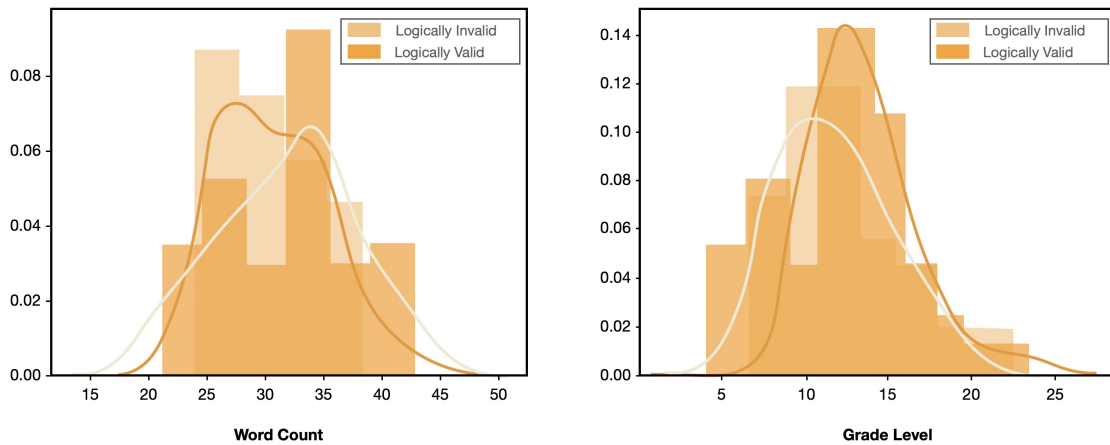 Logically Invalid
Logically Valid
0.08
0.06
0.04
0.02
0.00
15 20 25 30 35 40 45 50
Word Count
Logically Invalid
Logically Valid
0.14
0.12
0.10
0.08
0.06
0.04
0.02
0.00
5 10 15 20 25
Grade Level